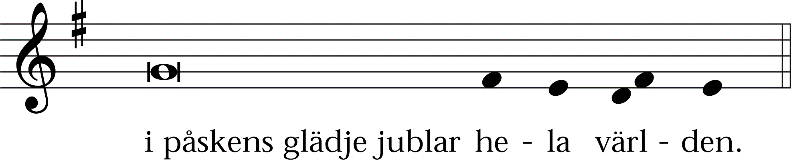 i påskens glädje jublar he - la värl - den.